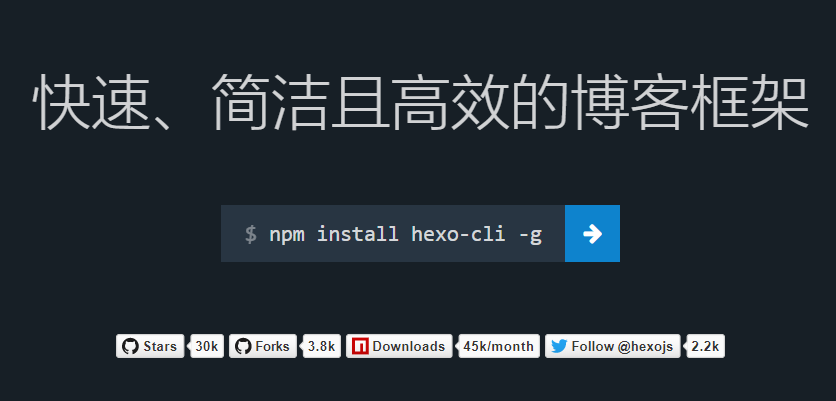 快速、简洁且高效的博客框架
$ npm install hexo-cli -g
Stars 30k Forks 3.8k Downloads 45k/month Follow @hexojs 2.2k